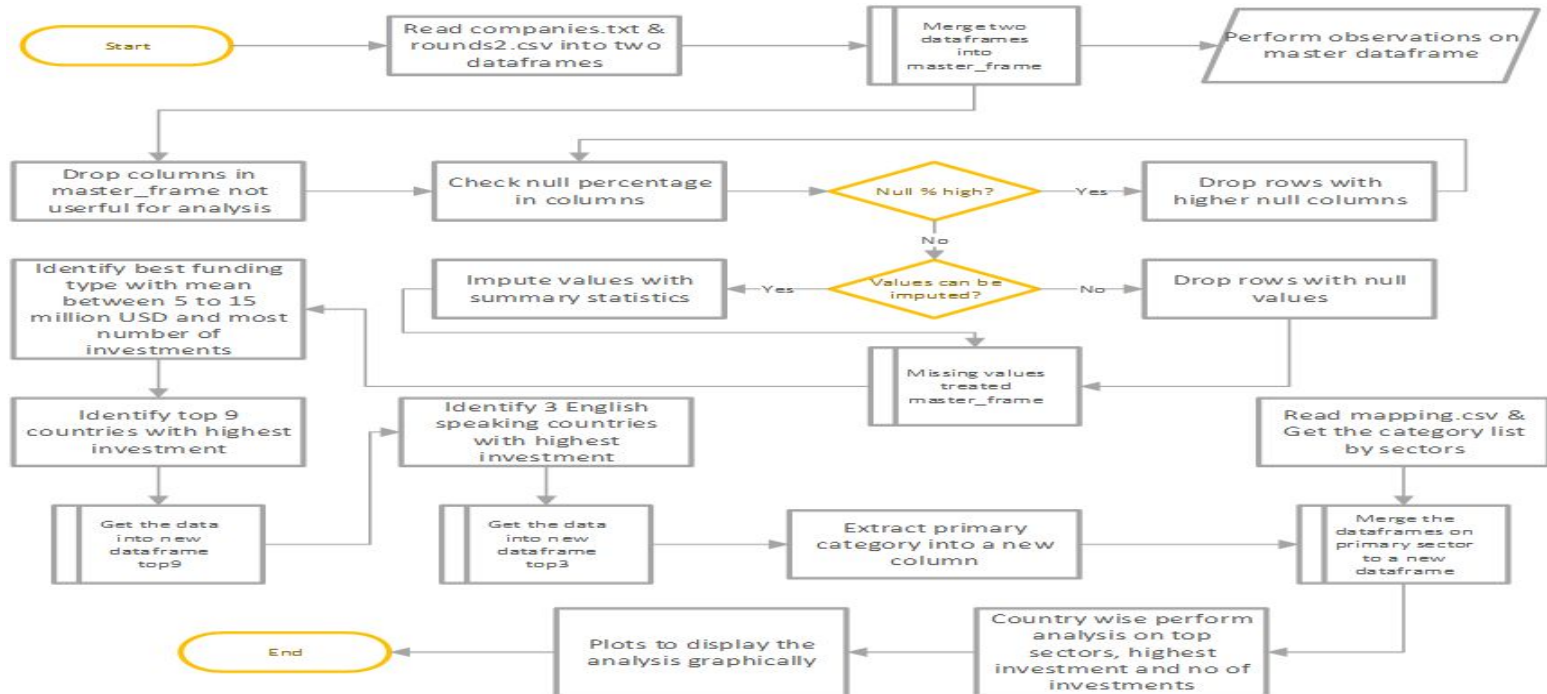 Start
Read companies.txt &
rounds2.csv into two
dataframes
Merge two
dataframes
into
master_frame
Perform observations on
master dataframe
Drop columns in
master_frame not
userful for analysis
Check null percentage
in columns
Null % high?
Yes
Drop rows with
higher null columns
No
Identify best funding
type with mean
between 5 to 15
million USD and most
number of
investments
Impute values with
summary statistics
Yes
Values can be
imputed?
No
Drop rows with null
values
Missing values
treated
master_frame
Identify top 9
countries with highest
investment
Identify 3 English
speaking countries
with highest
investment
Read mapping.csv &
Get the category list
by sectors
Get the data
into new
dataframe
top9
Get the data
into new
dataframe
top3
Extract primary
category into a new
column
Merge the
dataframes on
primary sector
to a new
dataframe
End
Plots to display the
analysis graphically
Country wise perform
analysis on top
sectors, highest
investment and no of
investments